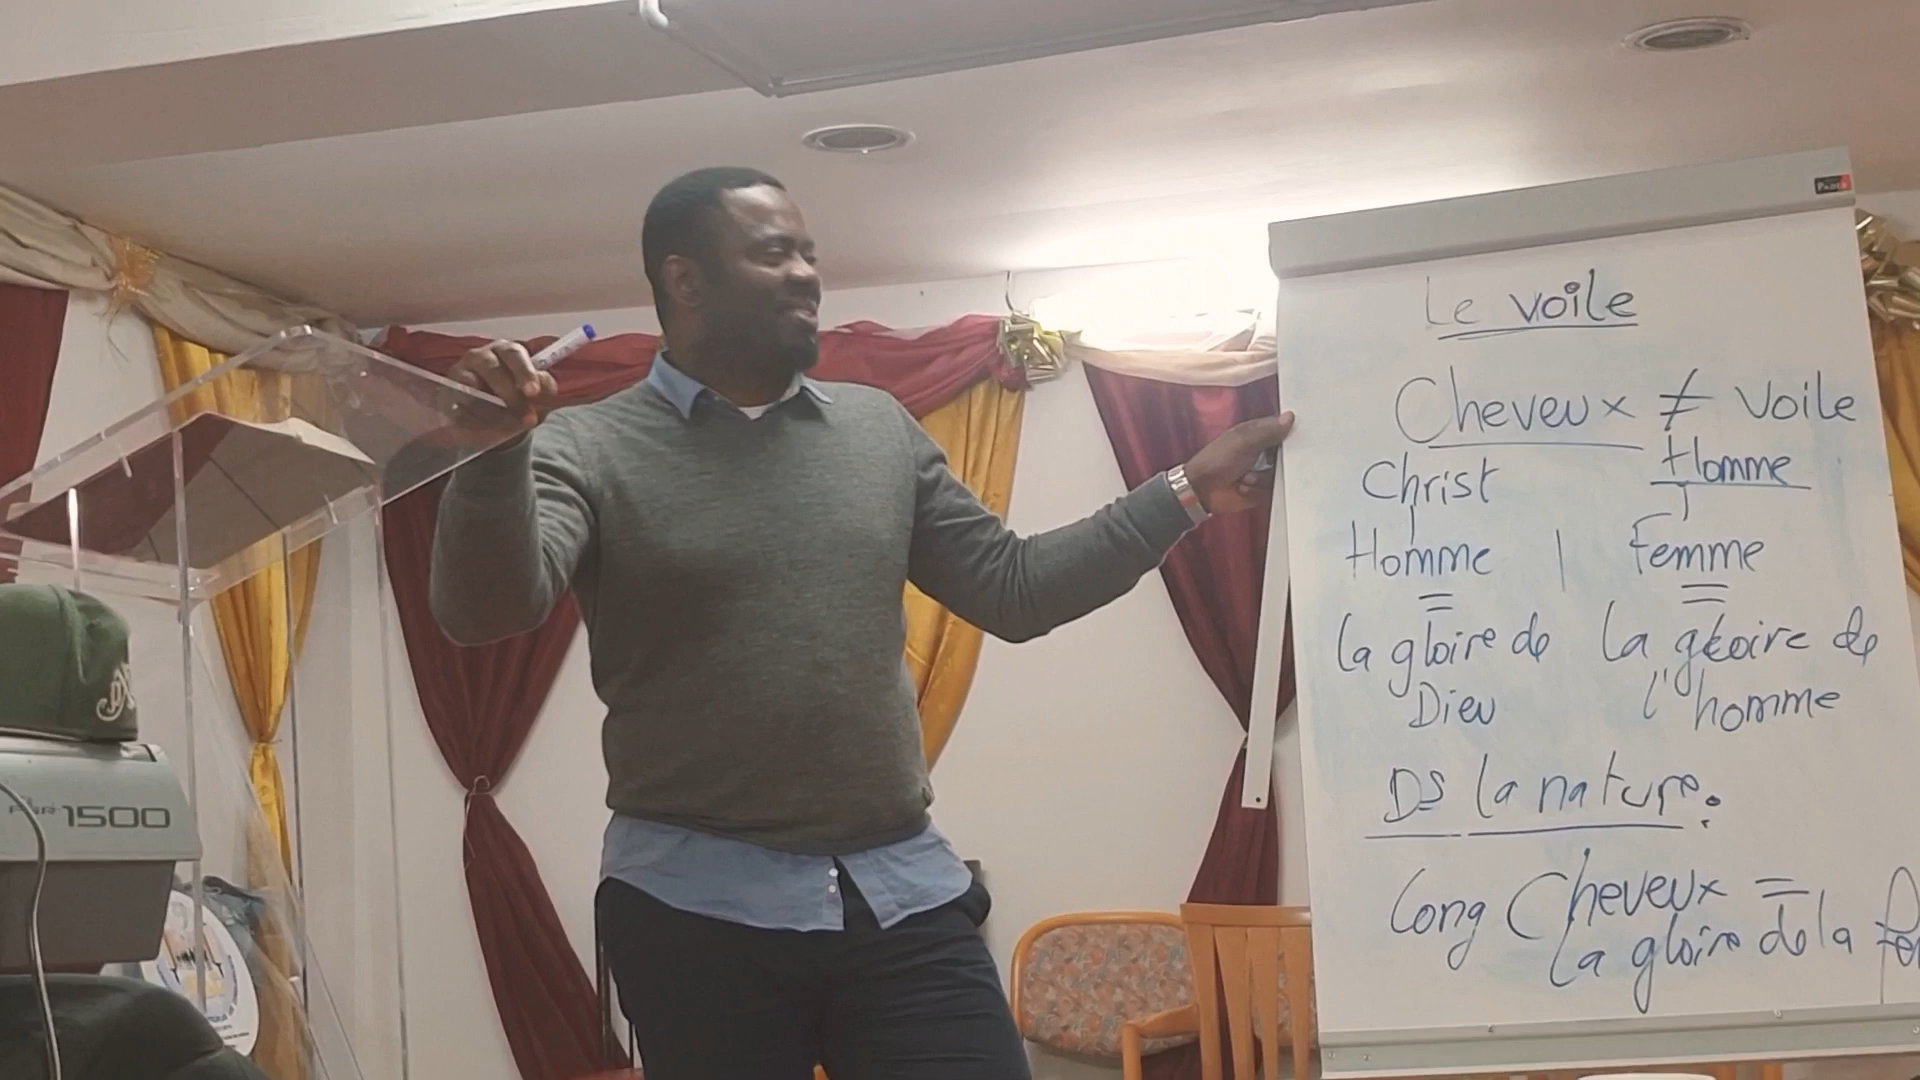 Le voile
Cheveux ≠ voile
Christ Homme
Homme | Femme
= =
la gloire de la gloire de
Dieu l'homme
Ds la nature:
Long Cheveux =
la gloire de la
1500